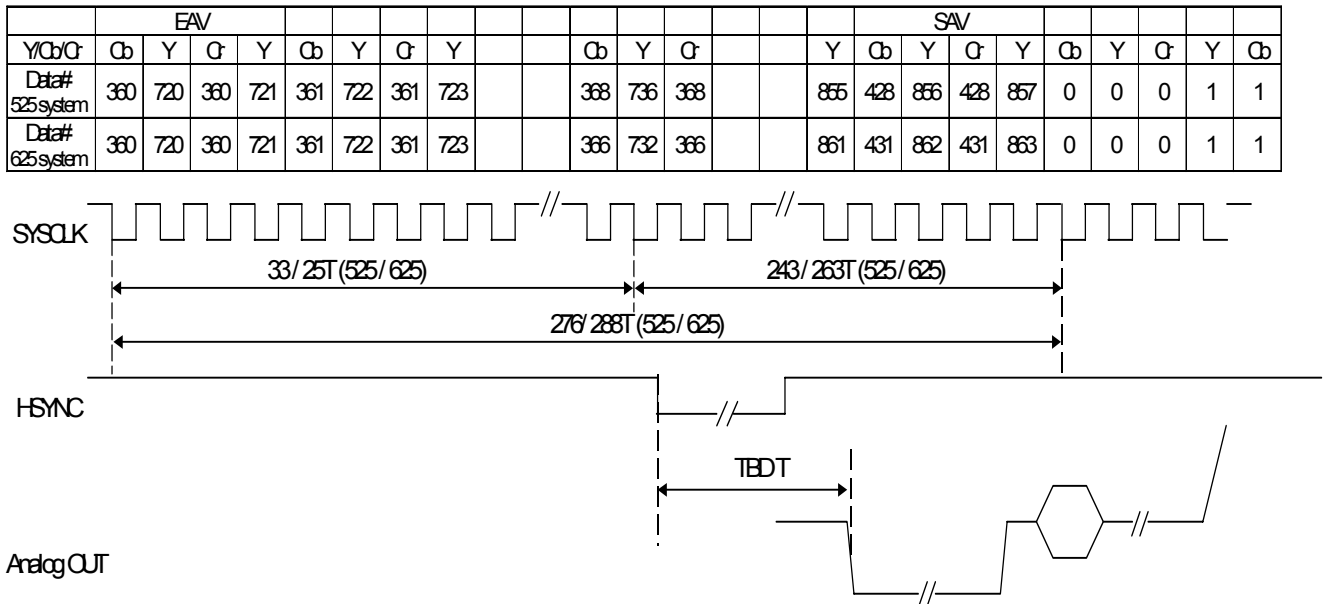 EAV SAV
Y/Cb/Cr Cb Y Cr Y Cb Y Cr Y Cb Y Cr Y Cb Y Cr Y Cb Y Cr Y Cb
Data# 525 system 360 720 360 721 361 722 361 723 368 736 368 855 428 856 428 857 0 0 0 1 1
Data# 625 system 360 720 360 721 361 722 361 723 366 732 366 861 431 862 431 863 0 0 0 1 1
SYSCLK
33 / 25T (525 / 625) 243 / 263T (525 / 625)
276 / 288T (525 / 625)
HSYNC
TBD T
Analog OUT